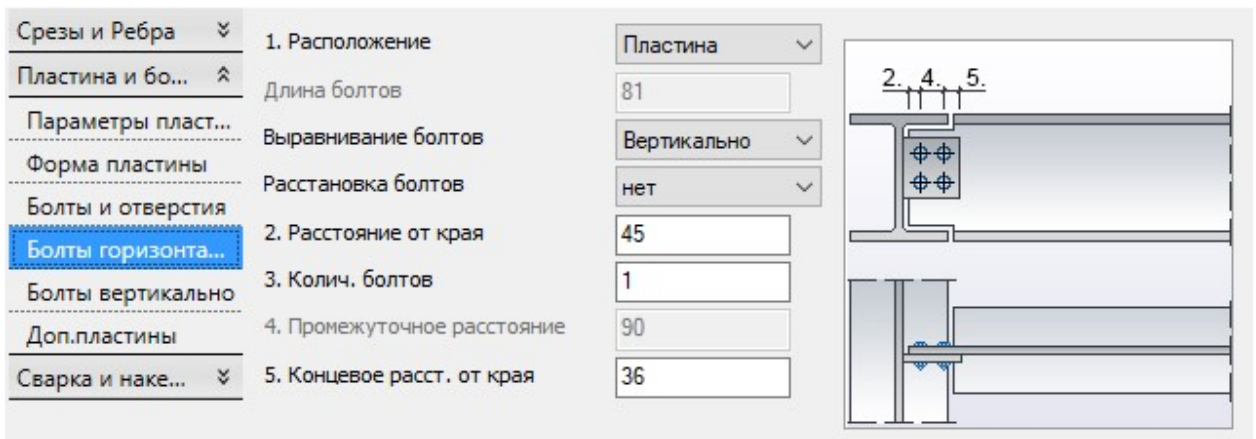 Срезы и Ребра
Пластина и бо...
Параметры пласт...
Форма пластины
Болты и отверстия
Болты горизонта...
Болты вертикально
Доп.пластины
Сварка и наке...
1. Расположение
Пластина
Длина болтов
81
Выравнивание болтов
Вертикально
Расстановка болтов
нет
2. Расстояние от края
45
3. Колич. болтов
1
4. Промежуточное расстояние
90
5. Концевое расст. от края
36
2. 4. 5.